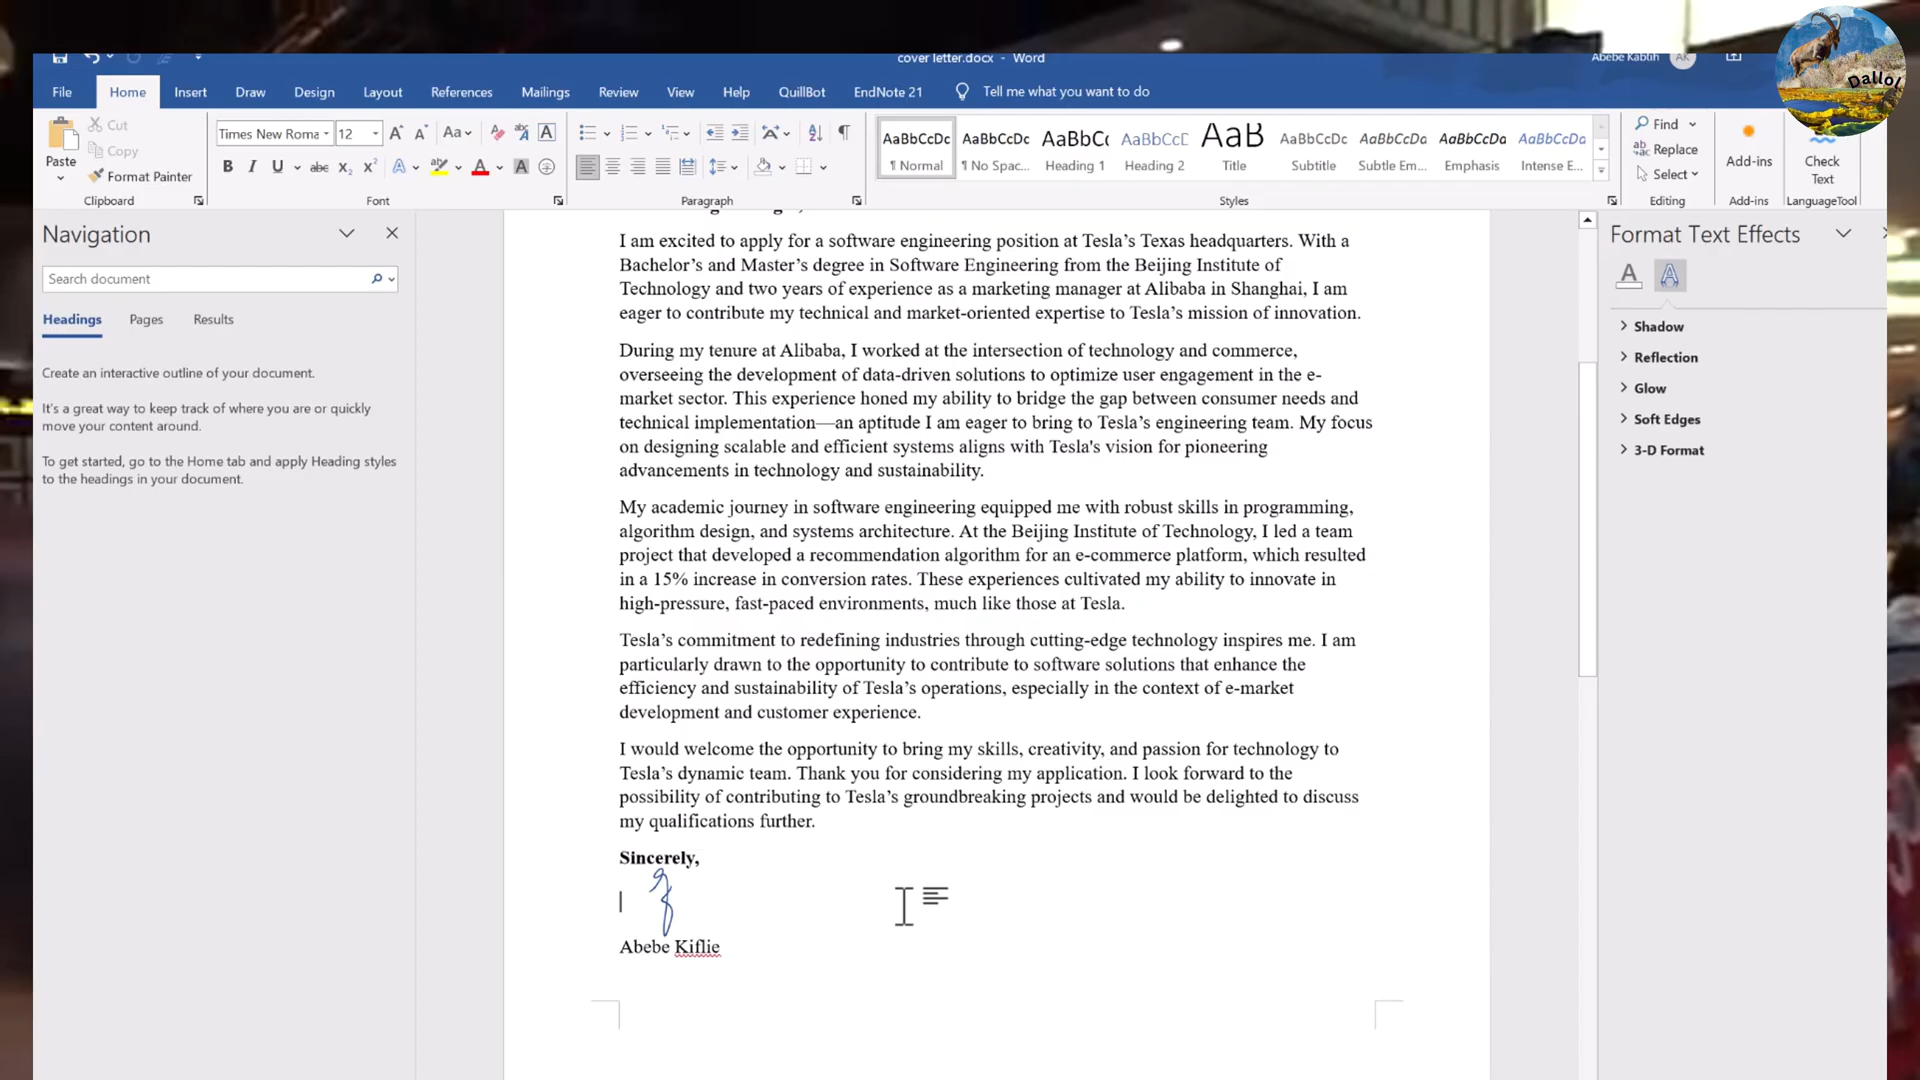 cover letter.docx - Word
Abebe Kabtih AK
Dallol
File Home Insert Draw Design Layout References Mailings Review View Help QuillBot EndNote 21 Tell me what you want to do
Paste
Cut
Copy
Format Painter
Clipboard
Times New Roma 12
Font
Paragraph
AaBbCcDc ¶ Normal
AaBbCcDc ¶ No Spac...
AaBbCc Heading 1
AaBbCcD Heading 2
AaB Title
AaBbCcDc Subtitle
AaBbCcDc Subtle Em...
AaBbCcDc Emphasis
AaBbCcDc Intense E...
Styles
Find
Replace
Select
Editing
Add-ins
Add-ins
Check Text
LanguageTool
Navigation
Search document
Headings Pages Results
Create an interactive outline of your document.
It's a great way to keep track of where you are or quickly
move your content around.
To get started, go to the Home tab and apply Heading styles
to the headings in your document.
I am excited to apply for a software engineering position at Tesla’s Texas headquarters. With a
Bachelor’s and Master’s degree in Software Engineering from the Beijing Institute of
Technology and two years of experience as a marketing manager at Alibaba in Shanghai, I am
eager to contribute my technical and market-oriented expertise to Tesla’s mission of innovation.
During my tenure at Alibaba, I worked at the intersection of technology and commerce,
overseeing the development of data-driven solutions to optimize user engagement in the e-
market sector. This experience honed my ability to bridge the gap between consumer needs and
technical implementation—an aptitude I am eager to bring to Tesla’s engineering team. My focus
on designing scalable and efficient systems aligns with Tesla's vision for pioneering
advancements in technology and sustainability.
My academic journey in software engineering equipped me with robust skills in programming,
algorithm design, and systems architecture. At the Beijing Institute of Technology, I led a team
project that developed a recommendation algorithm for an e-commerce platform, which resulted
in a 15% increase in conversion rates. These experiences cultivated my ability to innovate in
high-pressure, fast-paced environments, much like those at Tesla.
Tesla’s commitment to redefining industries through cutting-edge technology inspires me. I am
particularly drawn to the opportunity to contribute to software solutions that enhance the
efficiency and sustainability of Tesla’s operations, especially in the context of e-market
development and customer experience.
I would welcome the opportunity to bring my skills, creativity, and passion for technology to
Tesla’s dynamic team. Thank you for considering my application. I look forward to the
possibility of contributing to Tesla’s groundbreaking projects and would be delighted to discuss
my qualifications further.
Sincerely,
Abebe Kiflie
Format Text Effects
Shadow
Reflection
Glow
Soft Edges
3-D Format